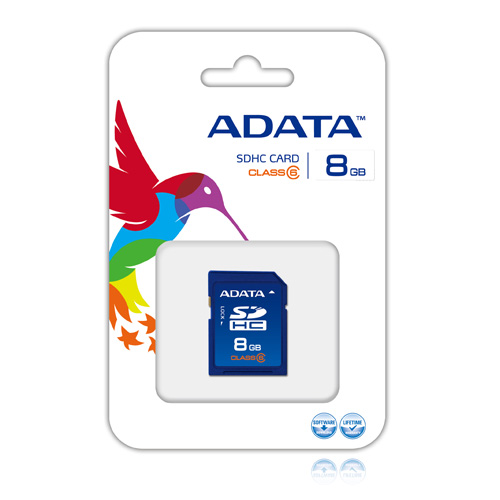 ADATA™
SDHC CARD
CLASS 6
8 GB
ADATA
LOCK
SD
HC
8 GB
CLASS 6
SOFTWARE
LIFETIME